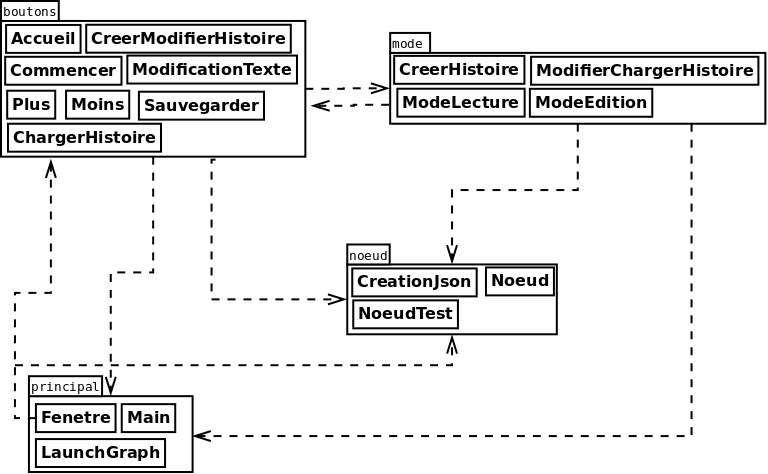 boutons
Accueil CreerModifierHistoire
Commencer ModificationTexte
Plus Moins Sauvegarder
ChargerHistoire
mode
CreerHistoire ModifierChargerHistoire
ModeLecture ModeEdition
noeud
CreationJson Noeud
NoeudTest
principal
Fenetre Main
LaunchGraph